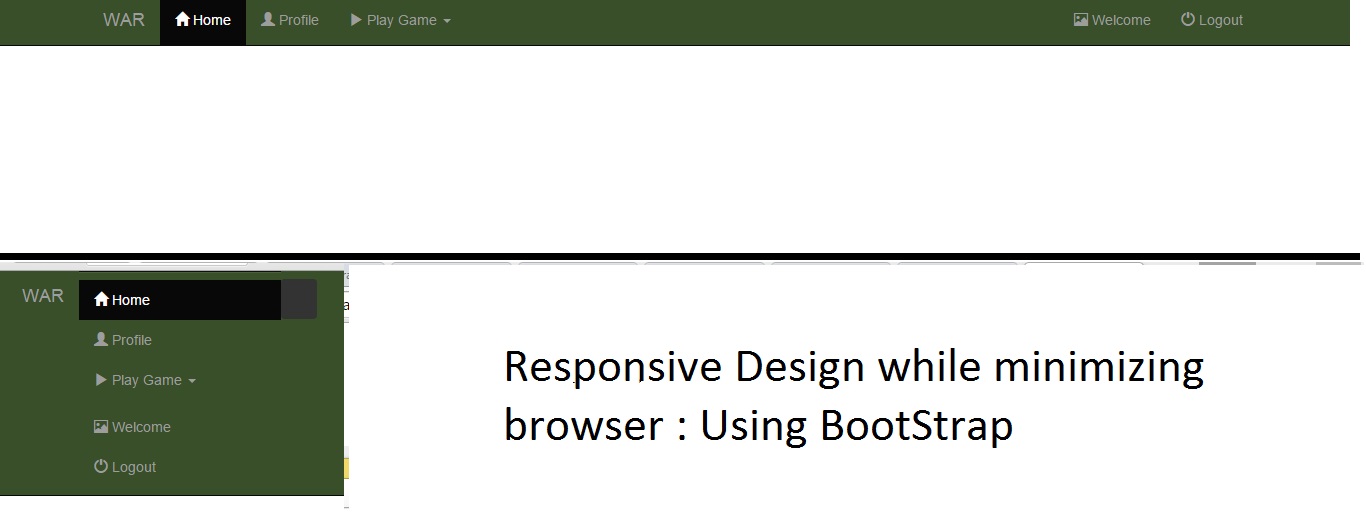 WAR Home Profile Play Game Welcome Logout
WAR Home
Profile
Play Game
Welcome
Logout
Responsive Design while minimizing
browser : Using BootStrap